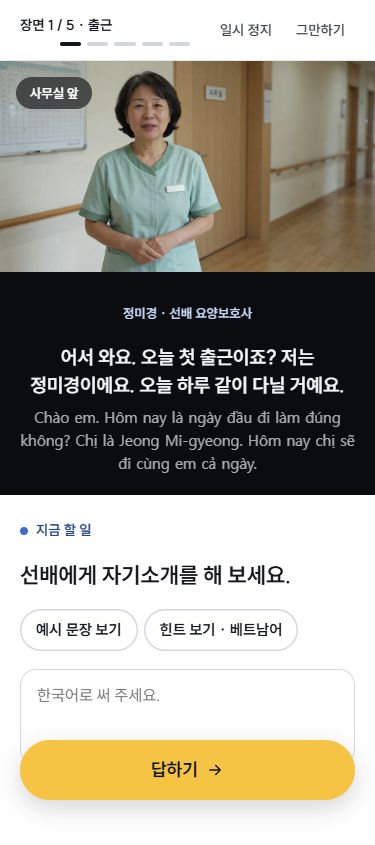 장면 1 / 5 · 출근
일시 정지
그만하기
사무실 앞
정미경 · 선배 요양보호사
어서 와요. 오늘 첫 출근이죠? 저는
정미경이에요. 오늘 하루 같이 다닐 거예요.
Chào em. Hôm nay là ngày đầu đi làm đúng
không? Chị là Jeong Mi-gyeong. Hôm nay chị sẽ
đi cùng em cả ngày.
지금 할 일
선배에게 자기소개를 해 보세요.
예시 문장 보기
힌트 보기 · 베트남어
한국어로 써 주세요.
답하기 →